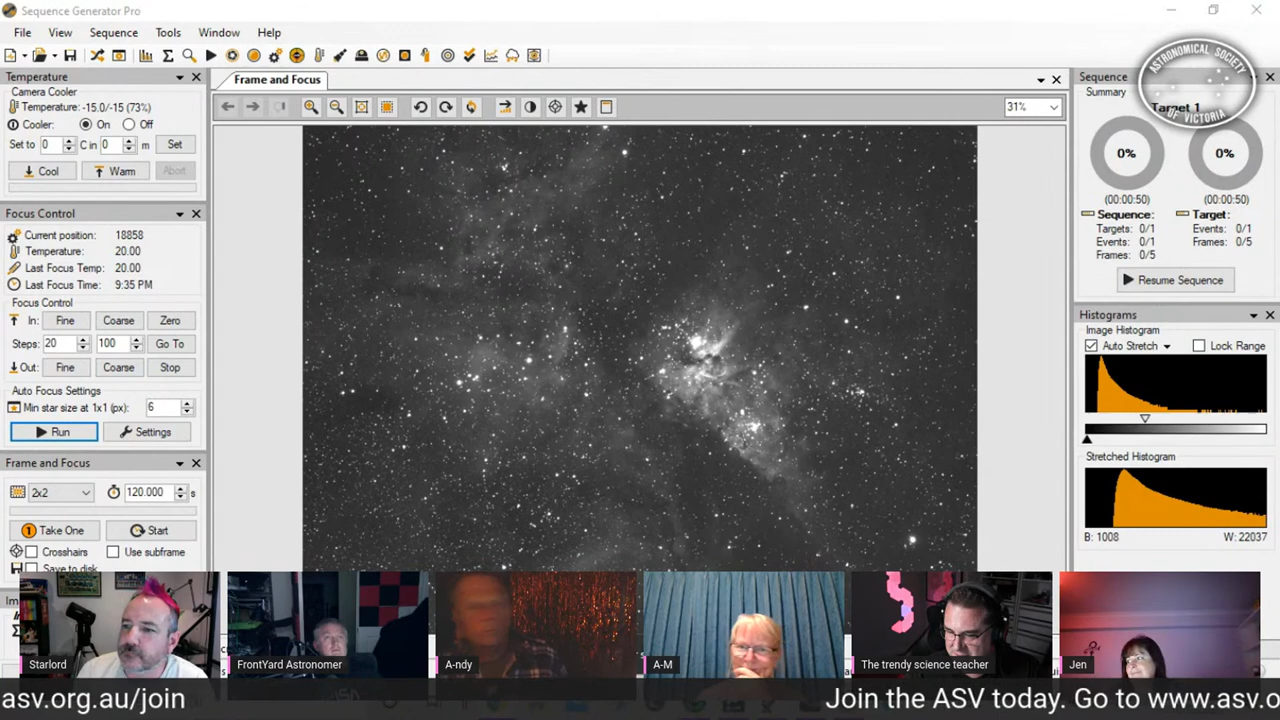 Sequence Generator Pro
File View Sequence Tools Window Help
Temperature
Camera Cooler
Temperature: -15.0/-15 (73%)
Cooler: On Off
Set to 0 C in 0 m Set
Cool Warm Abort
Focus Control
Current position: 18858
Temperature: 20.00
Last Focus Temp: 20.00
Last Focus Time: 9:35 PM
Focus Control
In: Fine Coarse Zero
Steps: 20 100 Go To
Out: Fine Coarse Stop
Auto Focus Settings
Min star size at 1x1 (px): 6
Run Settings
Frame and Focus
2x2 120.000 s
1 Take One Start
Crosshairs Use subframe
Save to disk
Frame and Focus
31%
Sequence
Summary
ASTRONOMICAL SOCIETY
OF VICTORIA
Target 1
0% 0%
(00:00:50) (00:00:50)
Sequence: Target:
Targets: 0/1 Events: 0/1
Events: 0/1 Frames: 0/5
Frames: 0/5
Resume Sequence
Histograms
Image Histogram
Auto Stretch Lock Range
Stretched Histogram
B: 1008 W: 22037
Starlord
FrontYard Astronomer
A-ndy
A-M
The trendy science teacher
Jen
asv.org.au/join Join the ASV today. Go to www.asv.o